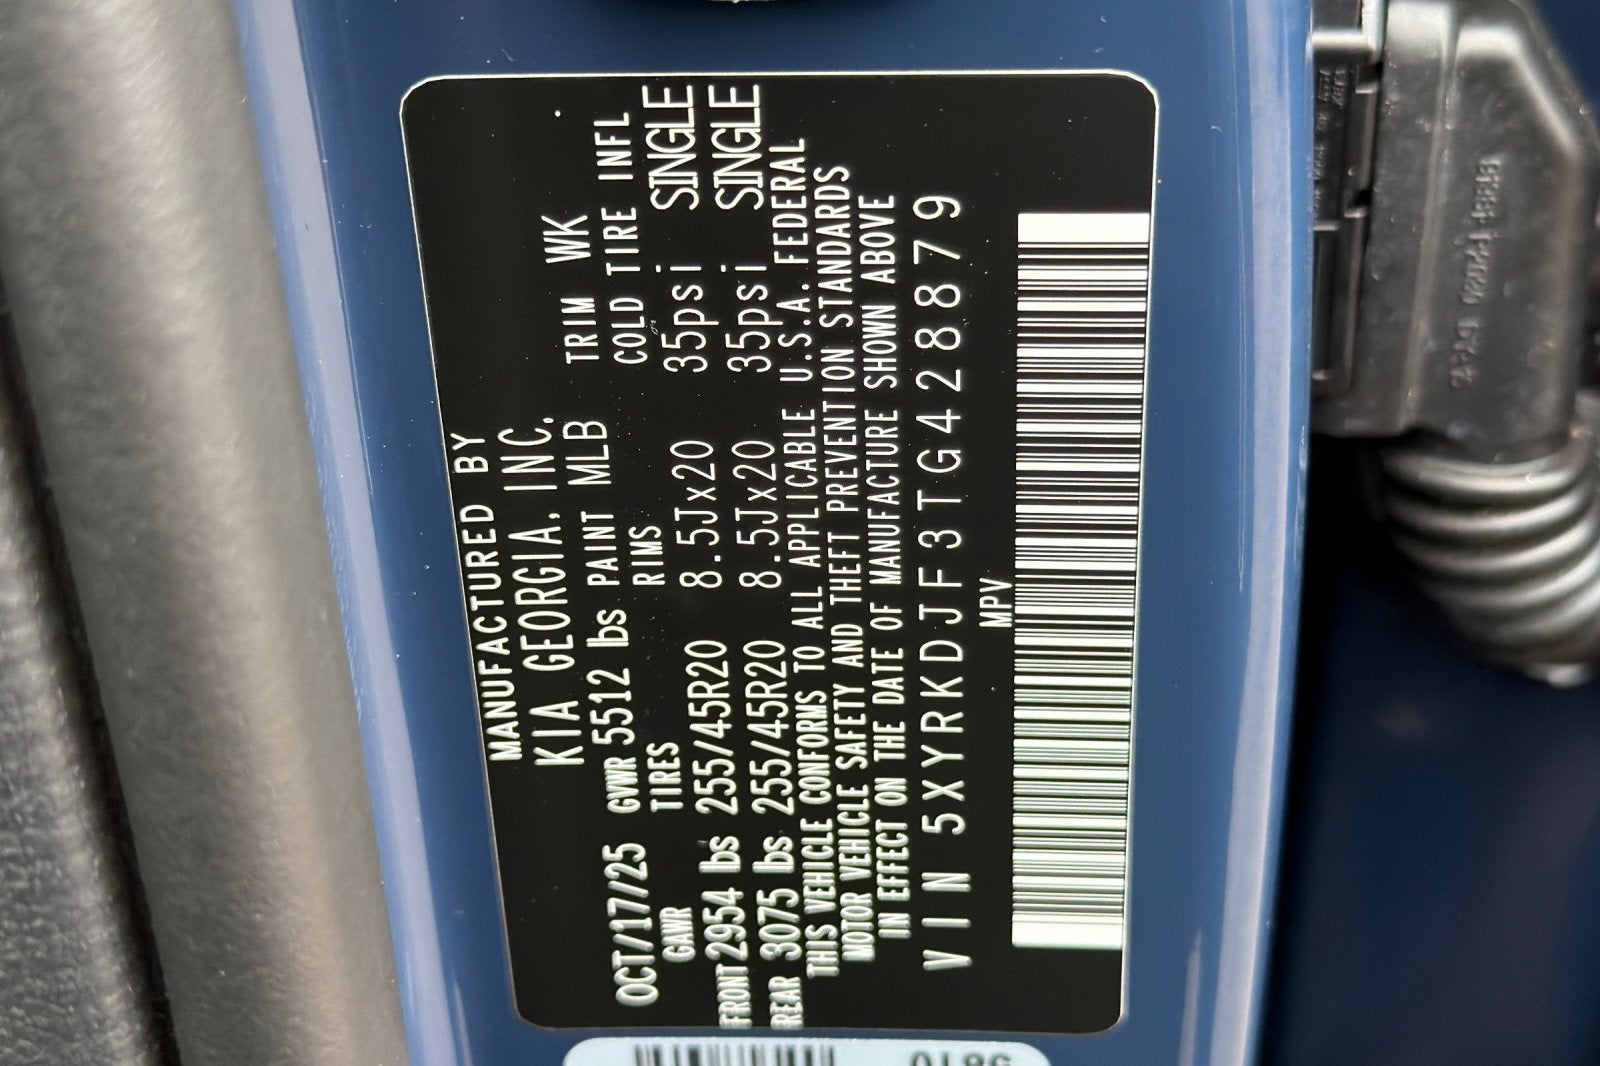 MANUFACTURED BY
KIA GEORGIA, INC.
OCT/17/25 GVWR 5512 lbs PAINT MLB TRIM WK
GAWR TIRES RIMS COLD TIRE INFL
FRONT 2954 lbs 255/45R20 8.5Jx20 35psi SINGLE
REAR 3075 lbs 255/45R20 8.5Jx20 35psi SINGLE
THIS VEHICLE CONFORMS TO ALL APPLICABLE U.S.A. FEDERAL
MOTOR VEHICLE SAFETY AND THEFT PREVENTION STANDARDS
IN EFFECT ON THE DATE OF MANUFACTURE SHOWN ABOVE
VIN 5XYRKDJF3TG428879
MPV